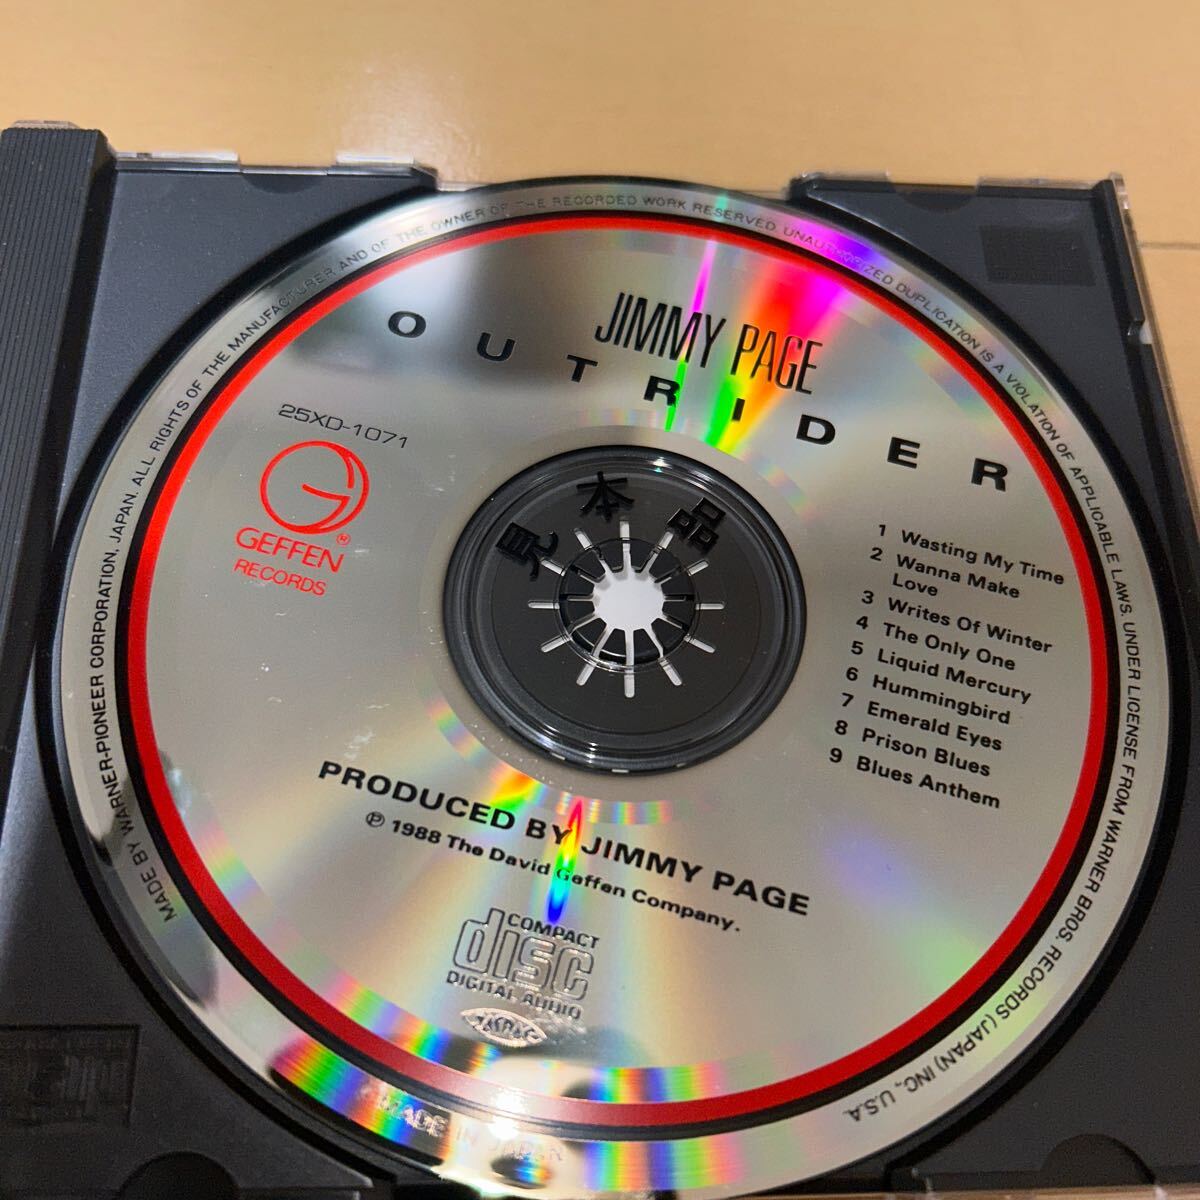 JIMMY PAGE
OUTRIDER
25XD-1071
G
GEFFEN®
RECORDS
見本品
1 Wasting My Time
2 Wanna Make
Love
3 Writes Of Winter
4 The Only One
5 Liquid Mercury
6 Hummingbird
7 Emerald Eyes
8 Prison Blues
9 Blues Anthem
PRODUCED BY JIMMY PAGE
℗ 1988 The David Geffen Company.
COMPACT
disc
DIGITAL AUDIO
JASRAC
MADE BY WARNER-PIONEER CORPORATION, JAPAN. ALL RIGHTS OF THE MANUFACTURER AND OF THE OWNER OF THE RECORDED WORK RESERVED. UNAUTHORIZED DUPLICATION IS A VIOLATION OF APPLICABLE LAWS. UNDER LICENSE FROM WARNER BROS. RECORDS (JAPAN) INC., U.S.A.
MADE IN JAPAN